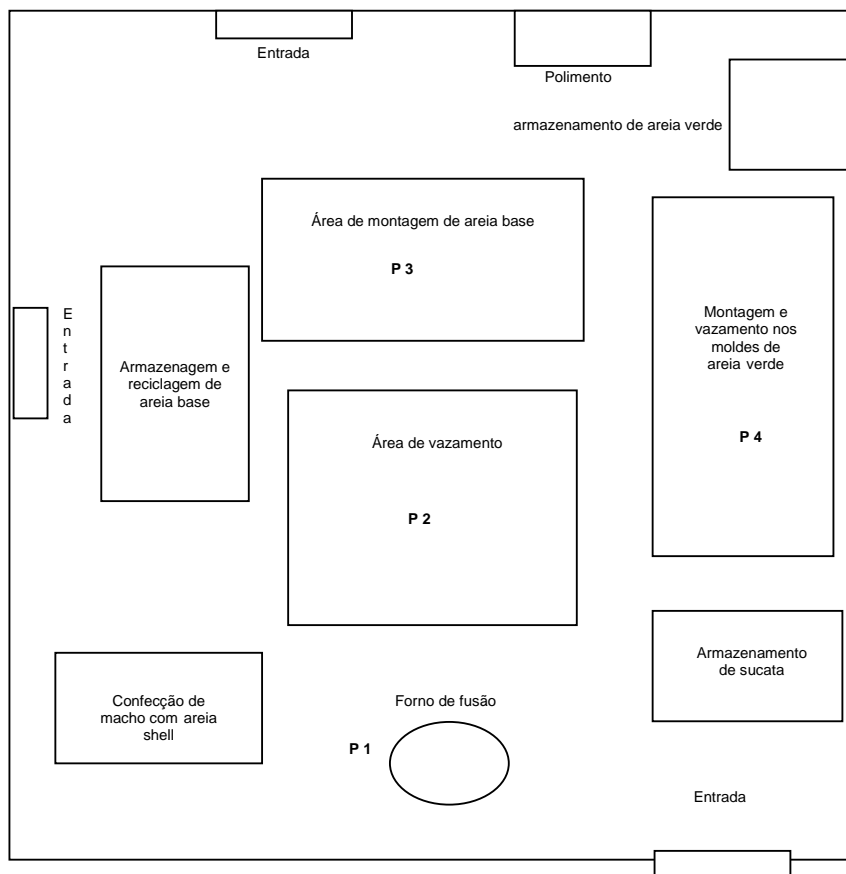 Entrada
Polimento
armazenamento de areia verde
Área de montagem de areia base
P 3
Entrada
Armazenagem e
reciclagem de
areia base
Montagem e
vazamento nos
moldes de
areia verde
P 4
Área de vazamento
P 2
Armazenamento
de sucata
Confecção de
macho com areia
shell
Forno de fusão
P 1
Entrada